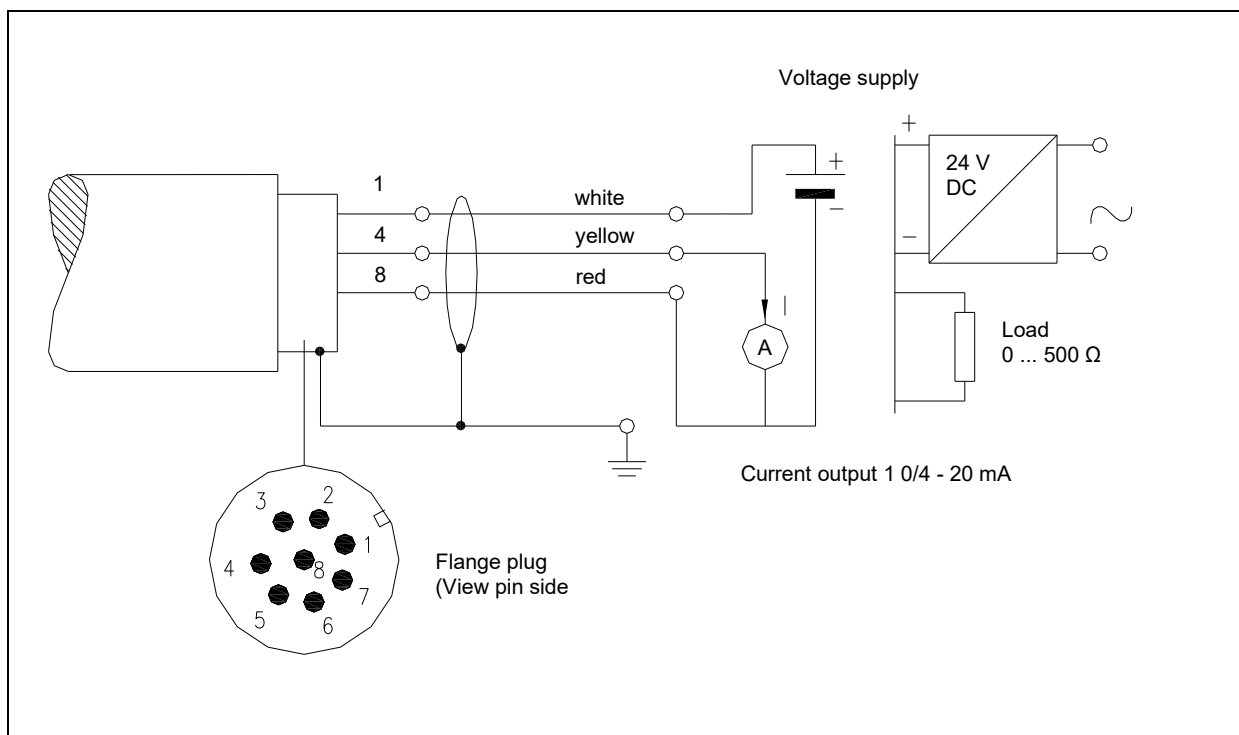 Voltage supply
+
1
white
+
24 V
DC
4
yellow
–
–
8
red
A
Load
0 ... 500 Ω
Current output 1 0/4 - 20 mA
3
2
1
4
8
7
5
6
Flange plug
(View pin side